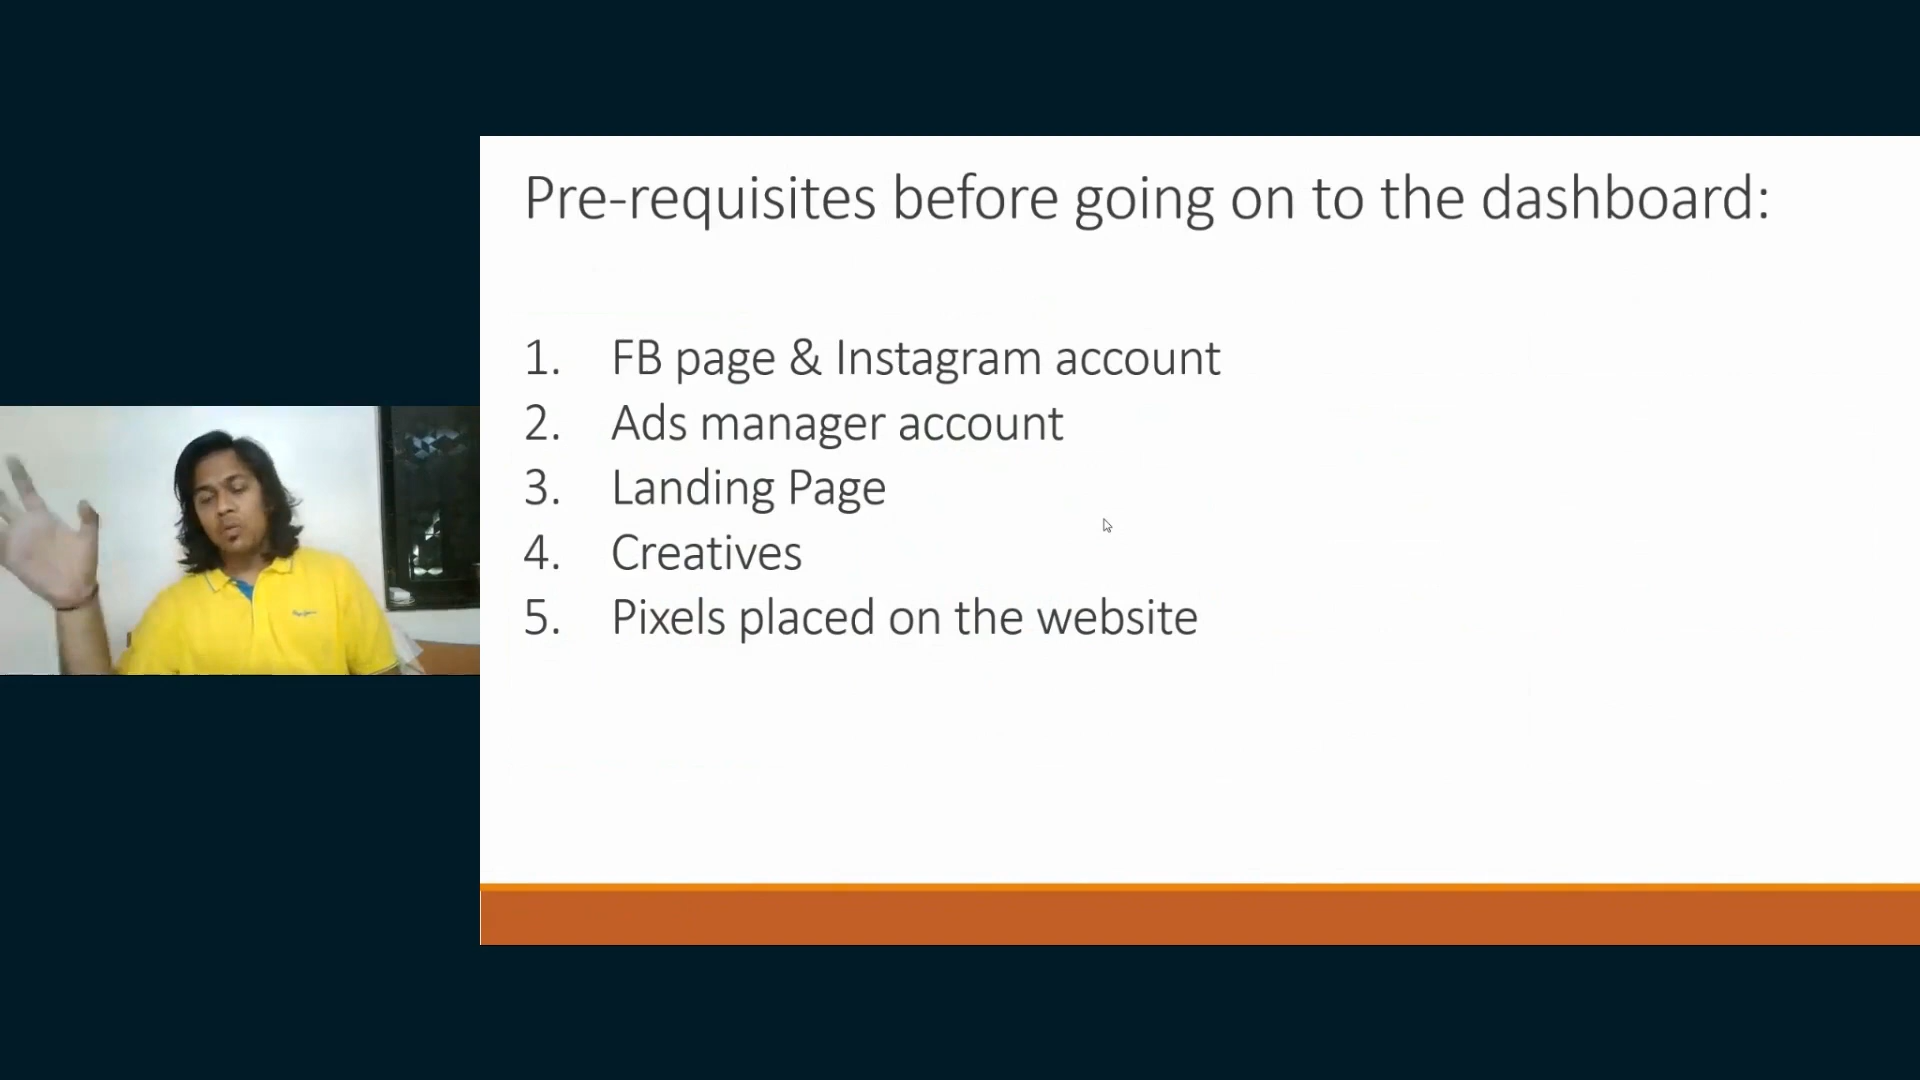 Pre-requisites before going on to the dashboard:
1. FB page & Instagram account
2. Ads manager account
3. Landing Page
4. Creatives
5. Pixels placed on the website